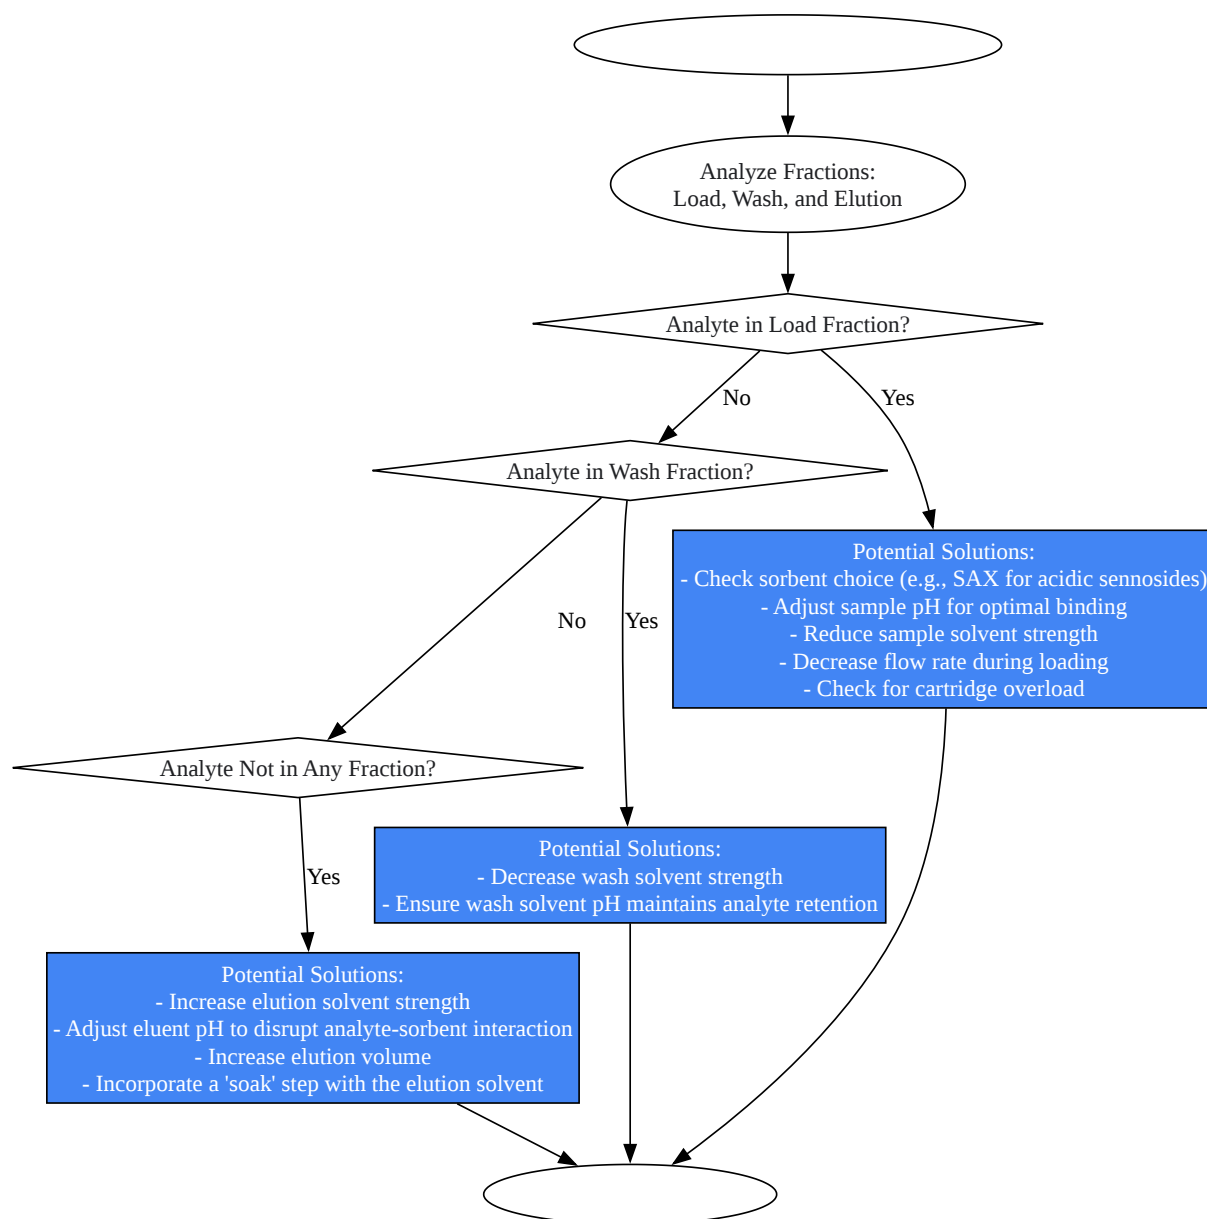 Analyze Fractions:
Load, Wash, and Elution
Analyte in Load Fraction?
No
Yes
Analyte in Wash Fraction?
Potential Solutions:
- Check sorbent choice (e.g., SAX for acidic sennosides)
- Adjust sample pH for optimal binding
- Reduce sample solvent strength
- Decrease flow rate during loading
- Check for cartridge overload
No
Yes
Analyte Not in Any Fraction?
Potential Solutions:
- Decrease wash solvent strength
- Ensure wash solvent pH maintains analyte retention
Yes
Potential Solutions:
- Increase elution solvent strength
- Adjust eluent pH to disrupt analyte-sorbent interaction
- Increase elution volume
- Incorporate a 'soak' step with the elution solvent